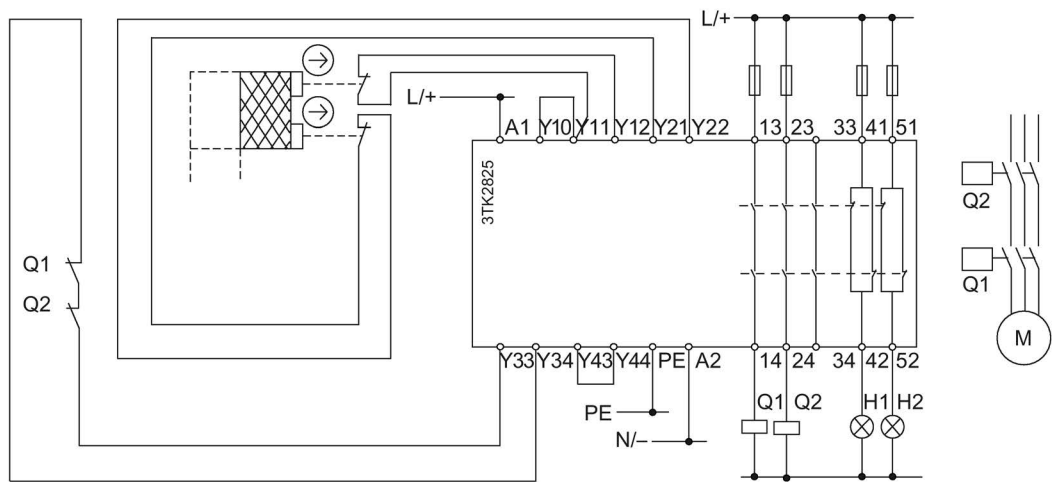 L/+
L/+
A1 Y10 Y11 Y12 Y21 Y22 13 23 33 41 51
3TK2825
Q2
Q1
Q1
Q2
M
Y33 Y34 Y43 Y44 PE A2 14 24 34 42 52
PE
Q1 Q2 H1 H2
N/–